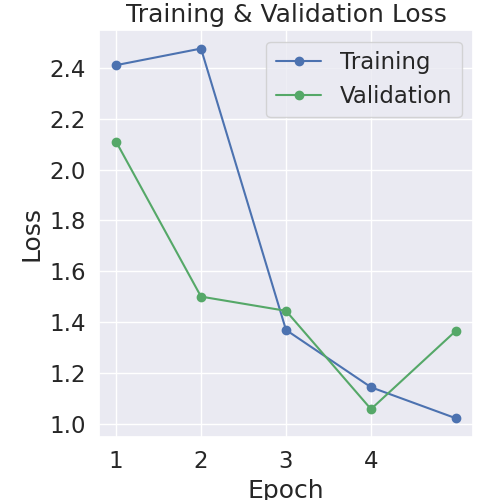 Training & Validation Loss
Training
Validation
Loss
2.4
2.2
2.0
1.8
1.6
1.4
1.2
1.0
1 2 3 4
Epoch